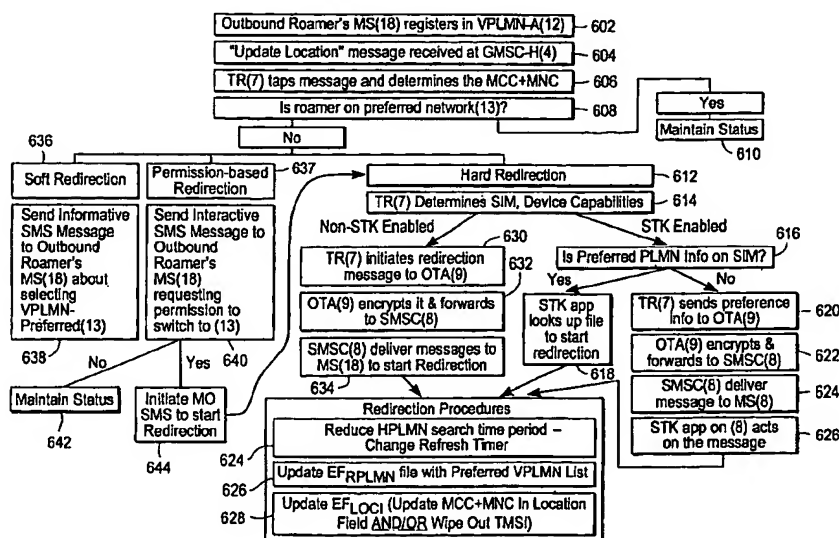 Outbound Roamer's MS(18) registers in VPLMN-A(12)
602
"Update Location" message received at GMSC-H(4)
604
TR(7) taps message and determines the MCC+MNC
606
Is roamer on preferred network(13)?
608
Yes
Maintain Status
610
No
636
Soft Redirection
Permission-based
Redirection
637
Hard Redirection
612
TR(7) Determines SIM, Device Capabilities
614
Non-STK Enabled
STK Enabled
Send Informative
SMS Message
to Outbound
Roamer's
MS(18) about
selecting
VPLMN-
Preferred(13)
638
Send Interactive
SMS Message to
Outbound
Roamer's
MS(18)
requesting
permission to
switch to (13)
640
No
Yes
Maintain Status
642
Initiate MO
SMS to start
Redirection
644
630
TR(7) initiates redirection
message to OTA(9)
632
OTA(9) encrypts it & forwards
to SMSC(8)
SMSC(8) deliver messages to
MS(18) to start Redirection
634
616
Is Preferred PLMN Info on SIM?
Yes
No
STK app
looks up file
to start
redirection
618
TR(7) sends preference
info to OTA(9)
620
OTA(9) encrypts &
forwards to SMSC(8)
622
SMSC(8) deliver
message to MS(8)
624
STK app on (8) acts
on the message
626
Redirection Procedures
Reduce HPLMN search time period –
Change Refresh Timer
624
Update EFRPLMN file with Preferred VPLMN List
626
Update EFLOCI (Update MCC+MNC In Location
Field AND/OR Wipe Out TMSI)
628